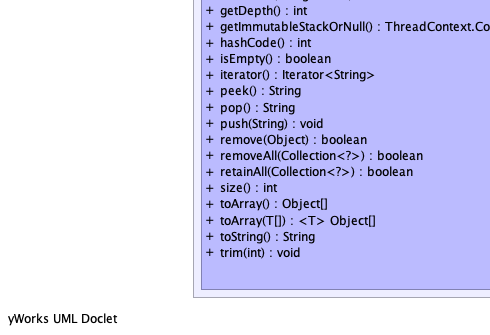 + getDepth() : int
+ getImmutableStackOrNull() : ThreadContext.Co
+ hashCode() : int
+ isEmpty() : boolean
+ iterator() : Iterator<String>
+ peek() : String
+ pop() : String
+ push(String) : void
+ remove(Object) : boolean
+ removeAll(Collection<?>) : boolean
+ retainAll(Collection<?>) : boolean
+ size() : int
+ toArray() : Object[]
+ toArray(T[]) : <T> Object[]
+ toString() : String
+ trim(int) : void
yWorks UML Doclet